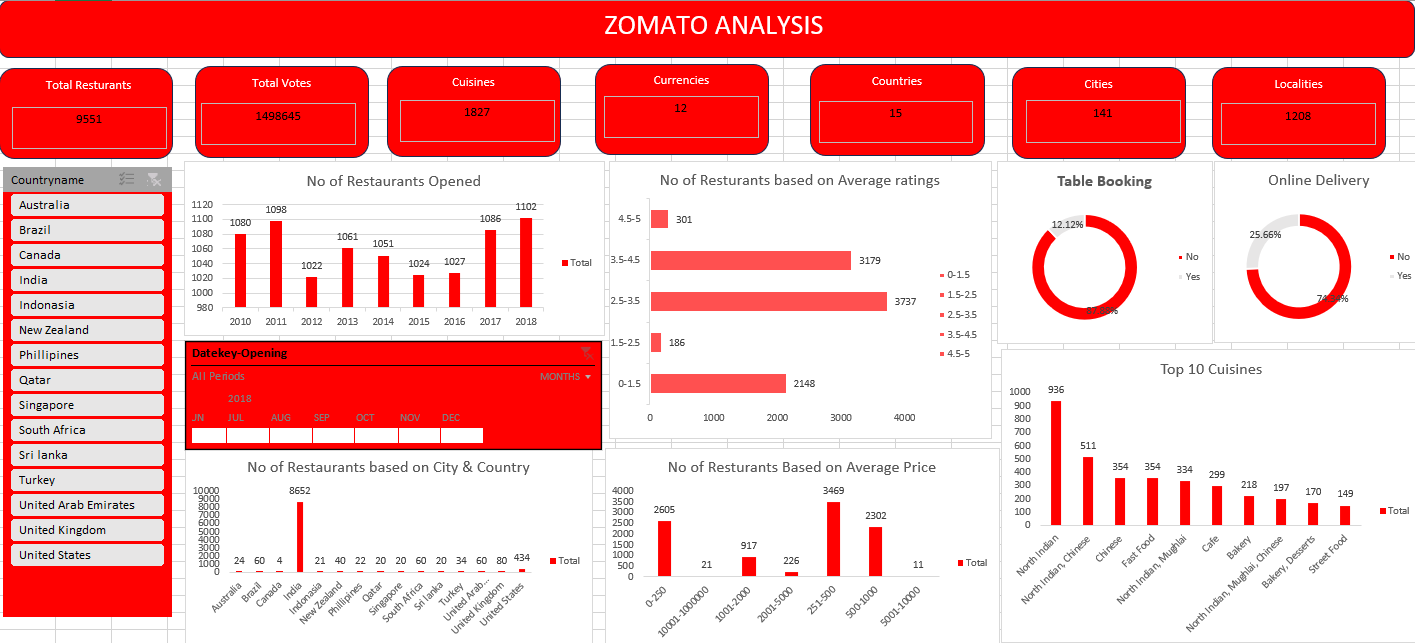 ZOMATO ANALYSIS
Total Resturants
9551
Total Votes
1498645
Cuisines
1827
Currencies
12
Countries
15
Cities
141
Localities
1208
Countryname
Australia
Brazil
Canada
India
Indonasia
New Zealand
Phillipines
Qatar
Singapore
South Africa
Sri lanka
Turkey
United Arab Emirates
United Kingdom
United States
No of Restaurants Opened
1120
1100
1080
1060
1040
1020
1000
980
1080
1098
1022
1061
1051
1024
1027
1086
1102
2010 2011 2012 2013 2014 2015 2016 2017 2018
Total
Datekey-Opening
All Periods
MONTHS
2018
JN JUL AUG SEP OCT NOV DEC
No of Restaurants based on City & Country
10000
9000
8000
7000
6000
5000
4000
3000
2000
1000
0
24 60 4 8652 21 40 22 20 20 60 20 34 60 80 434
Australia
Brazil
Canada
India
Indonasia
New Zealand
Phillipines
Qatar
Singapore
South Africa
Sri lanka
Turkey
United Arab...
United Kingdom
United States
Total
No of Resturants based on Average ratings
4.5-5 301
3.5-4.5 3179
2.5-3.5 3737
1.5-2.5 186
0-1.5 2148
0 1000 2000 3000 4000
0-1.5
1.5-2.5
2.5-3.5
3.5-4.5
4.5-5
No of Resturants Based on Average Price
4000
3500
3000
2500
2000
1500
1000
500
0
2605 21 917 226 3469 2302 11
0-250
10001-1000000
1001-2000
2001-5000
251-500
500-1000
5001-10000
Total
Table Booking
12.12%
No
Yes
Online Delivery
25.66%
No
Yes
Top 10 Cuisines
1000
900
800
700
600
500
400
300
200
100
0
936 511 354 354 334 299 218 197 170 149
North Indian
North Indian, Chinese
Chinese
Fast Food
North Indian, Mughlai
Cafe
Bakery
North Indian, Mughlai, Chinese
Bakery, Desserts
Street Food
Total